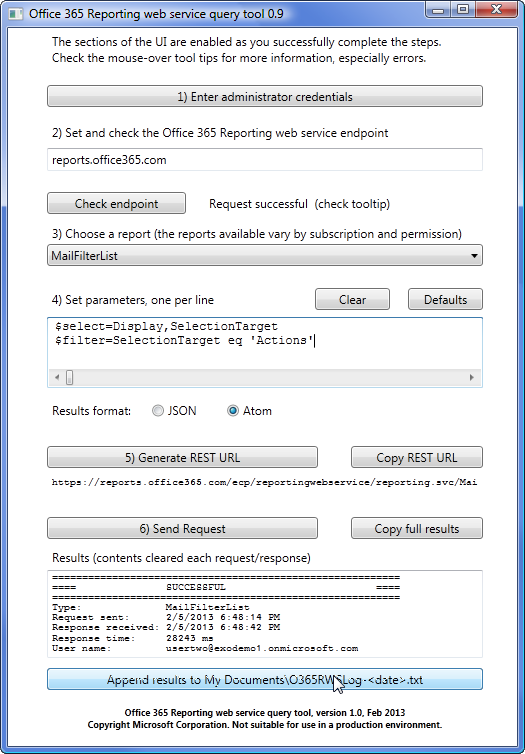 Office 365 Reporting web service query tool 0.9
The sections of the UI are enabled as you successfully complete the steps.
Check the mouse-over tool tips for more information, especially errors.
1) Enter administrator credentials
2) Set and check the Office 365 Reporting web service endpoint
reports.office365.com
Check endpoint Request successful (check tooltip)
3) Choose a report (the reports available vary by subscription and permission)
MailFilterList
4) Set parameters, one per line Clear Defaults
$select=Display,SelectionTarget
$filter=SelectionTarget eq 'Actions'
Results format: JSON Atom
5) Generate REST URL Copy REST URL
https://reports.office365.com/ecp/reportingwebservice/reporting.svc/Mai
6) Send Request Copy full results
Results (contents cleared each request/response)
==========================================================
==== SUCCESSFUL ====
==========================================================
Type: MailFilterList
Request sent: 2/5/2013 6:48:14 PM
Response received: 2/5/2013 6:48:42 PM
Response time: 28243 ms
User name: usertwo@exodemo1.onmicrosoft.com
Append results to My Documents\O365RWSLog-<date>.txt
Office 365 Reporting web service query tool, version 1.0, Feb 2013
Copyright Microsoft Corporation. Not suitable for use in a production environment.